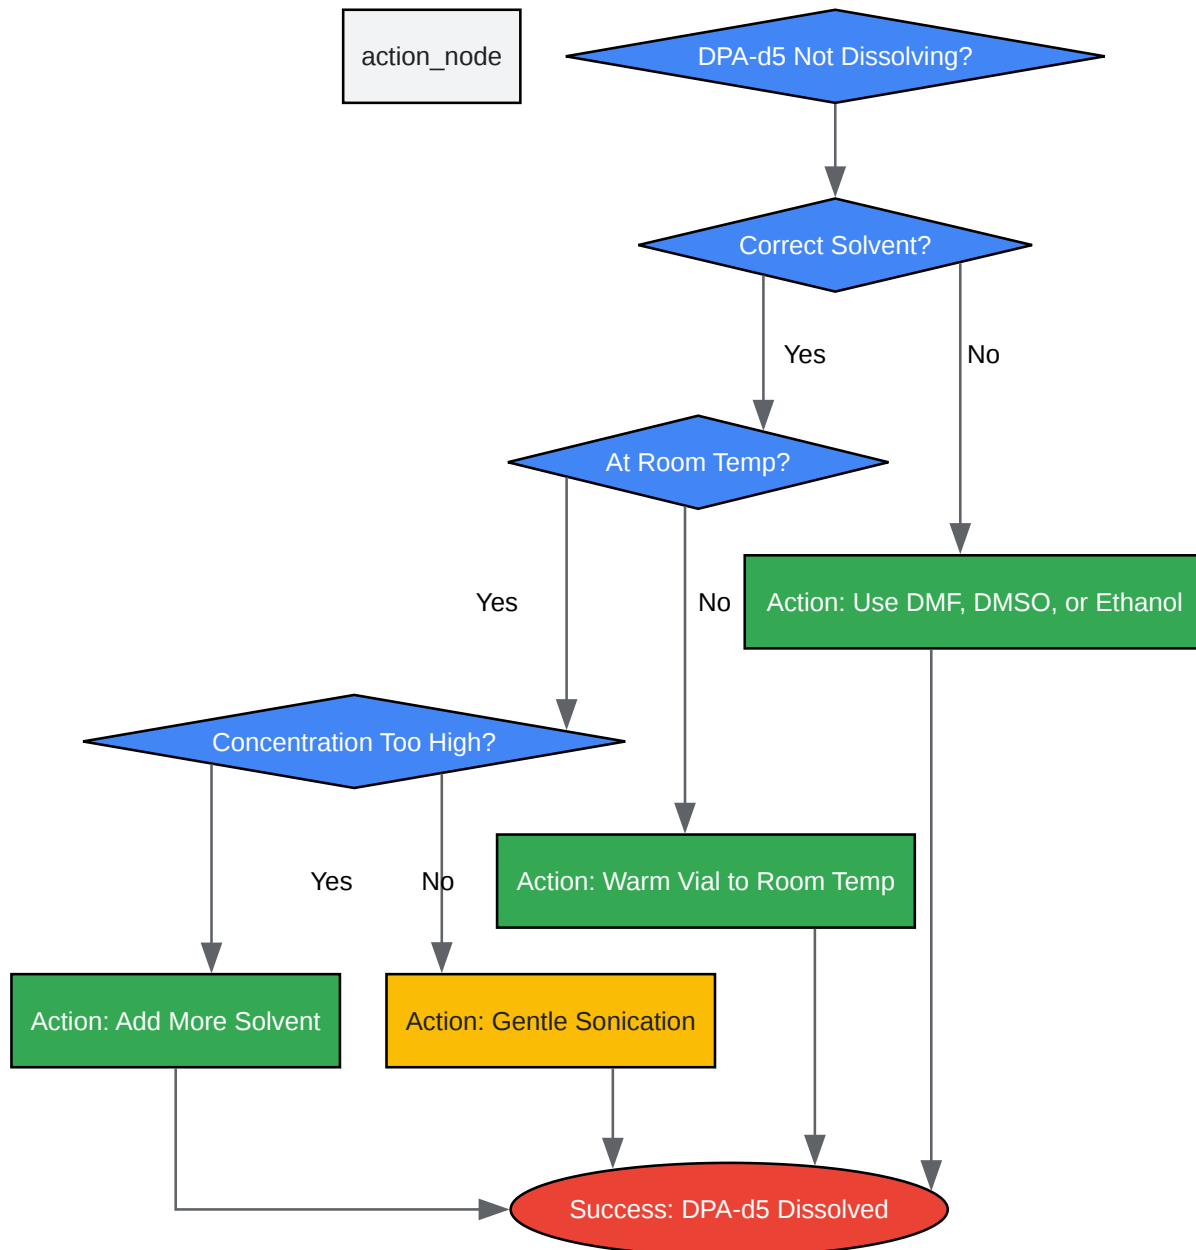 action_node
DPA-d5 Not Dissolving?
Correct Solvent?
Yes
No
At Room Temp?
Yes
No
Action: Use DMF, DMSO, or Ethanol
Concentration Too High?
Yes
No
Action: Warm Vial to Room Temp
Action: Add More Solvent
Action: Gentle Sonication
Success: DPA-d5 Dissolved